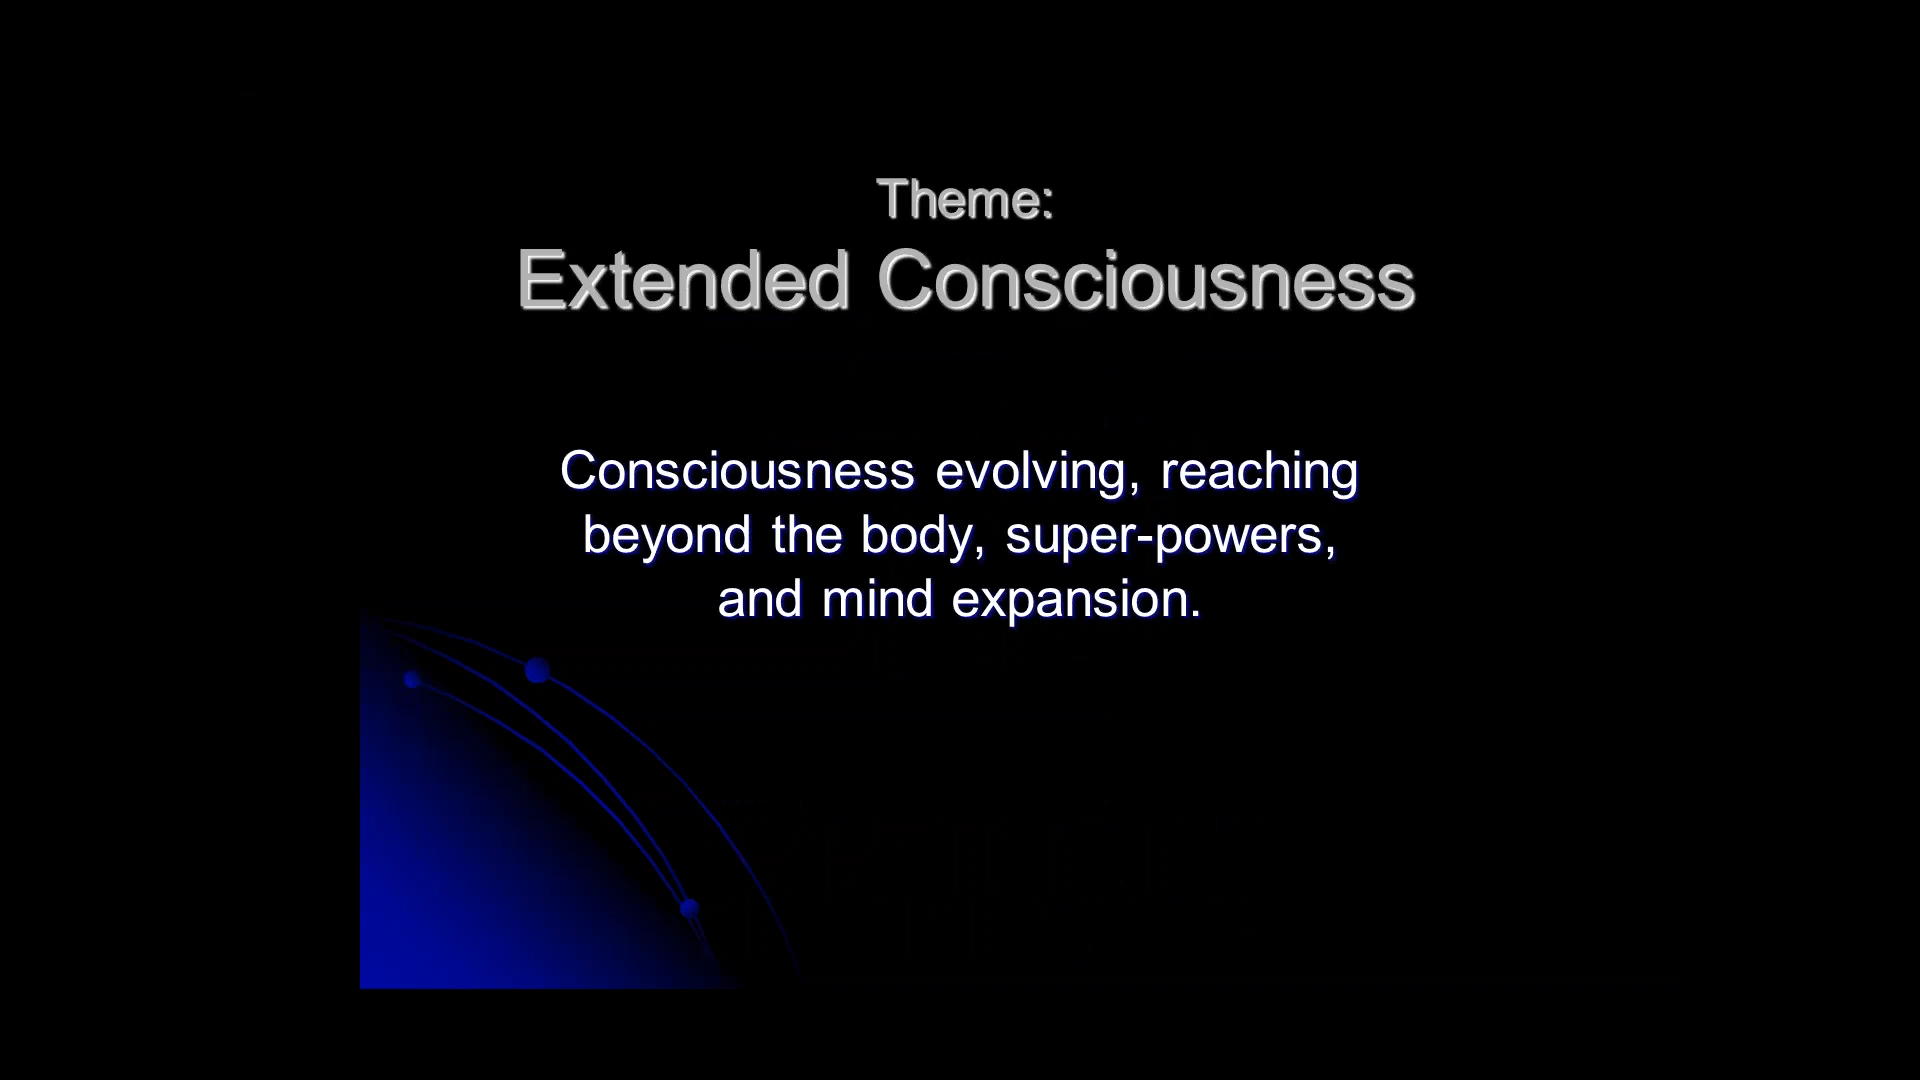 Theme:
Extended Consciousness
Consciousness evolving, reaching
beyond the body, super-powers,
and mind expansion.